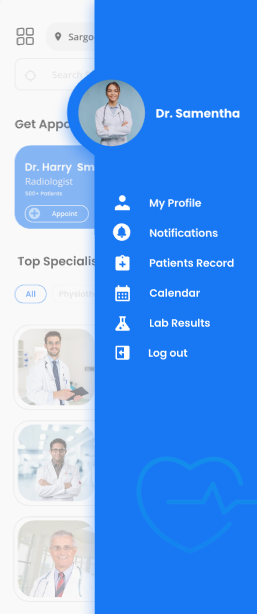 Sargo
Search
Get Appo
Dr. Harry Sm
Radiologist
500+ Patients
Appoint
Top Specialis
All
Physioth
Dr. Samentha
My Profile
Notifications
Patients Record
Calendar
Lab Results
Log out